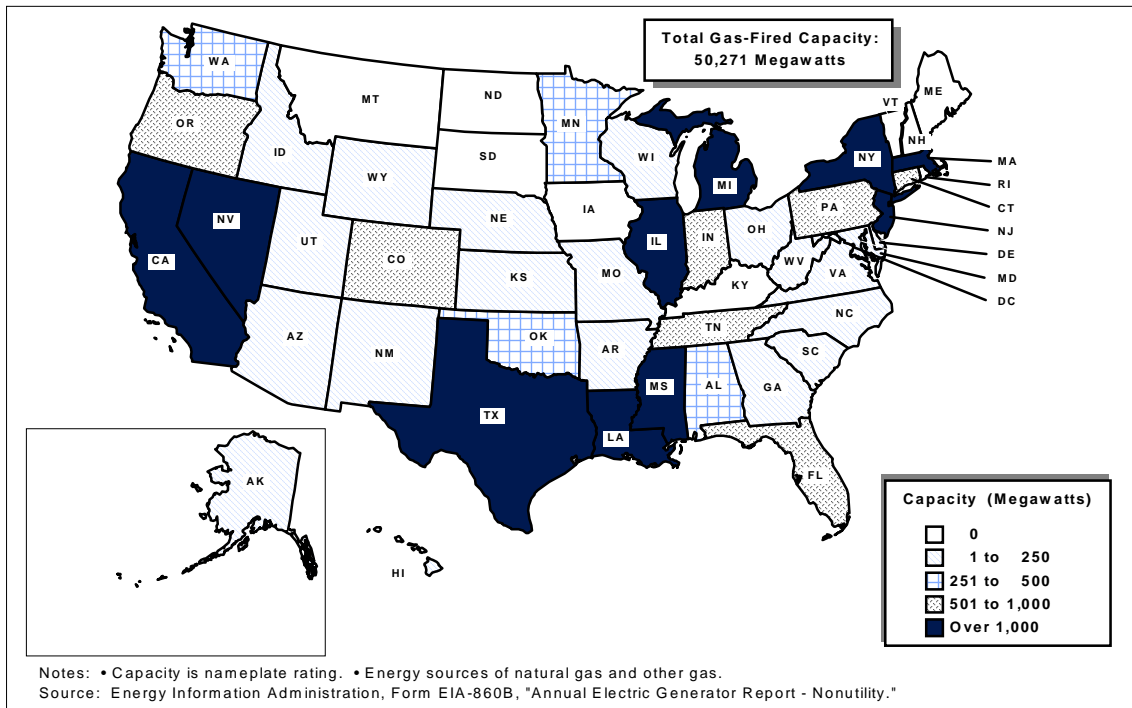 Total Gas-Fired Capacity:
50,271 Megawatts
WA
MT
ND
MN
VT
ME
OR
ID
SD
WI
NH
WY
MI
NY
MA
RI
CT
NE
IA
PA
NJ
NV
UT
CO
IL
IN
OH
DE
CA
KS
MO
WV
VA
MD
KY
DC
AZ
NM
OK
AR
TN
NC
SC
MS
AL
GA
TX
LA
FL
AK
HI
Capacity (Megawatts)
0
1 to 250
251 to 500
501 to 1,000
Over 1,000
Notes: • Capacity is nameplate rating. • Energy sources of natural gas and other gas.
Source: Energy Information Administration, Form EIA-860B, "Annual Electric Generator Report - Nonutility."